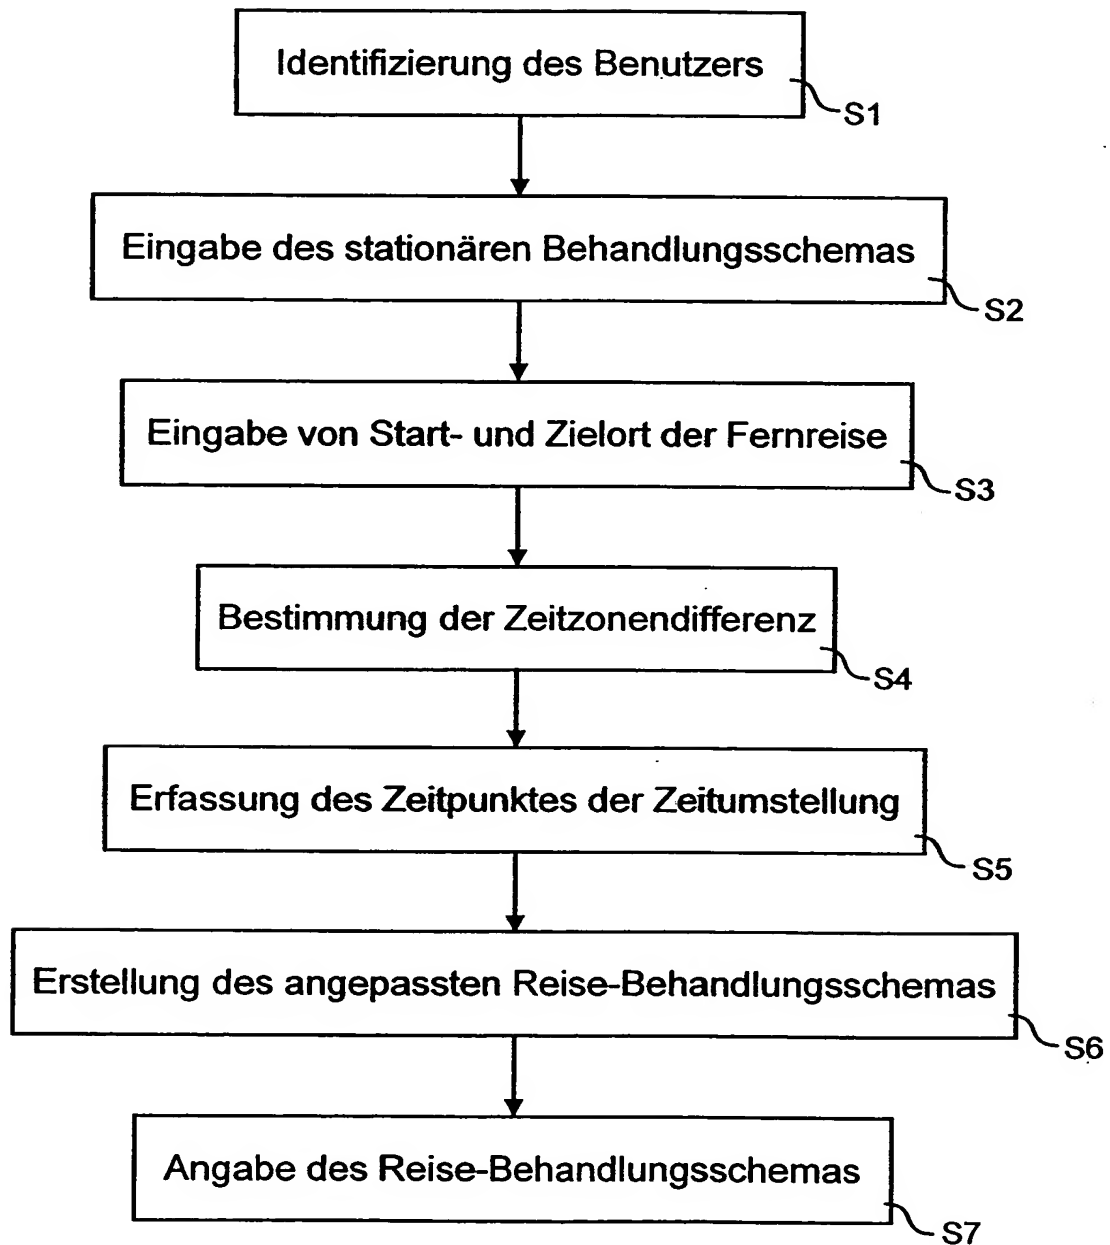 Identifizierung des Benutzers
S1
Eingabe des stationären Behandlungsschemas
S2
Eingabe von Start- und Zielort der Fernreise
S3
Bestimmung der Zeitzonendifferenz
S4
Erfassung des Zeitpunktes der Zeitumstellung
S5
Erstellung des angepassten Reise-Behandlungsschemas
S6
Angabe des Reise-Behandlungsschemas
S7